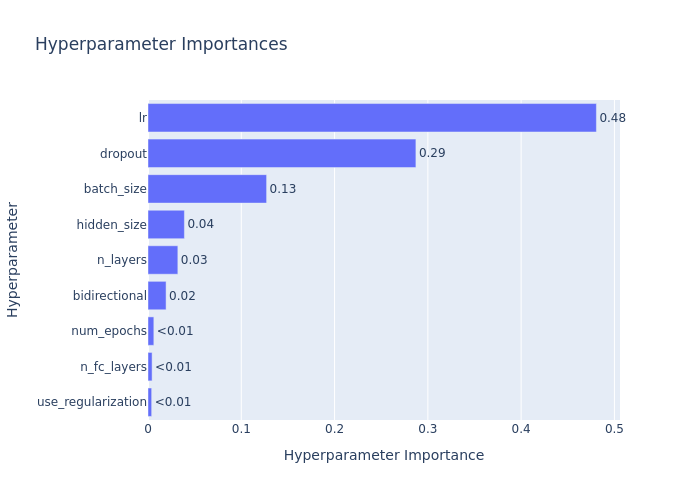 Hyperparameter Importances
Hyperparameter
lr 0.48
dropout 0.29
batch_size 0.13
hidden_size 0.04
n_layers 0.03
bidirectional 0.02
num_epochs <0.01
n_fc_layers <0.01
use_regularization <0.01
0 0.1 0.2 0.3 0.4 0.5
Hyperparameter Importance